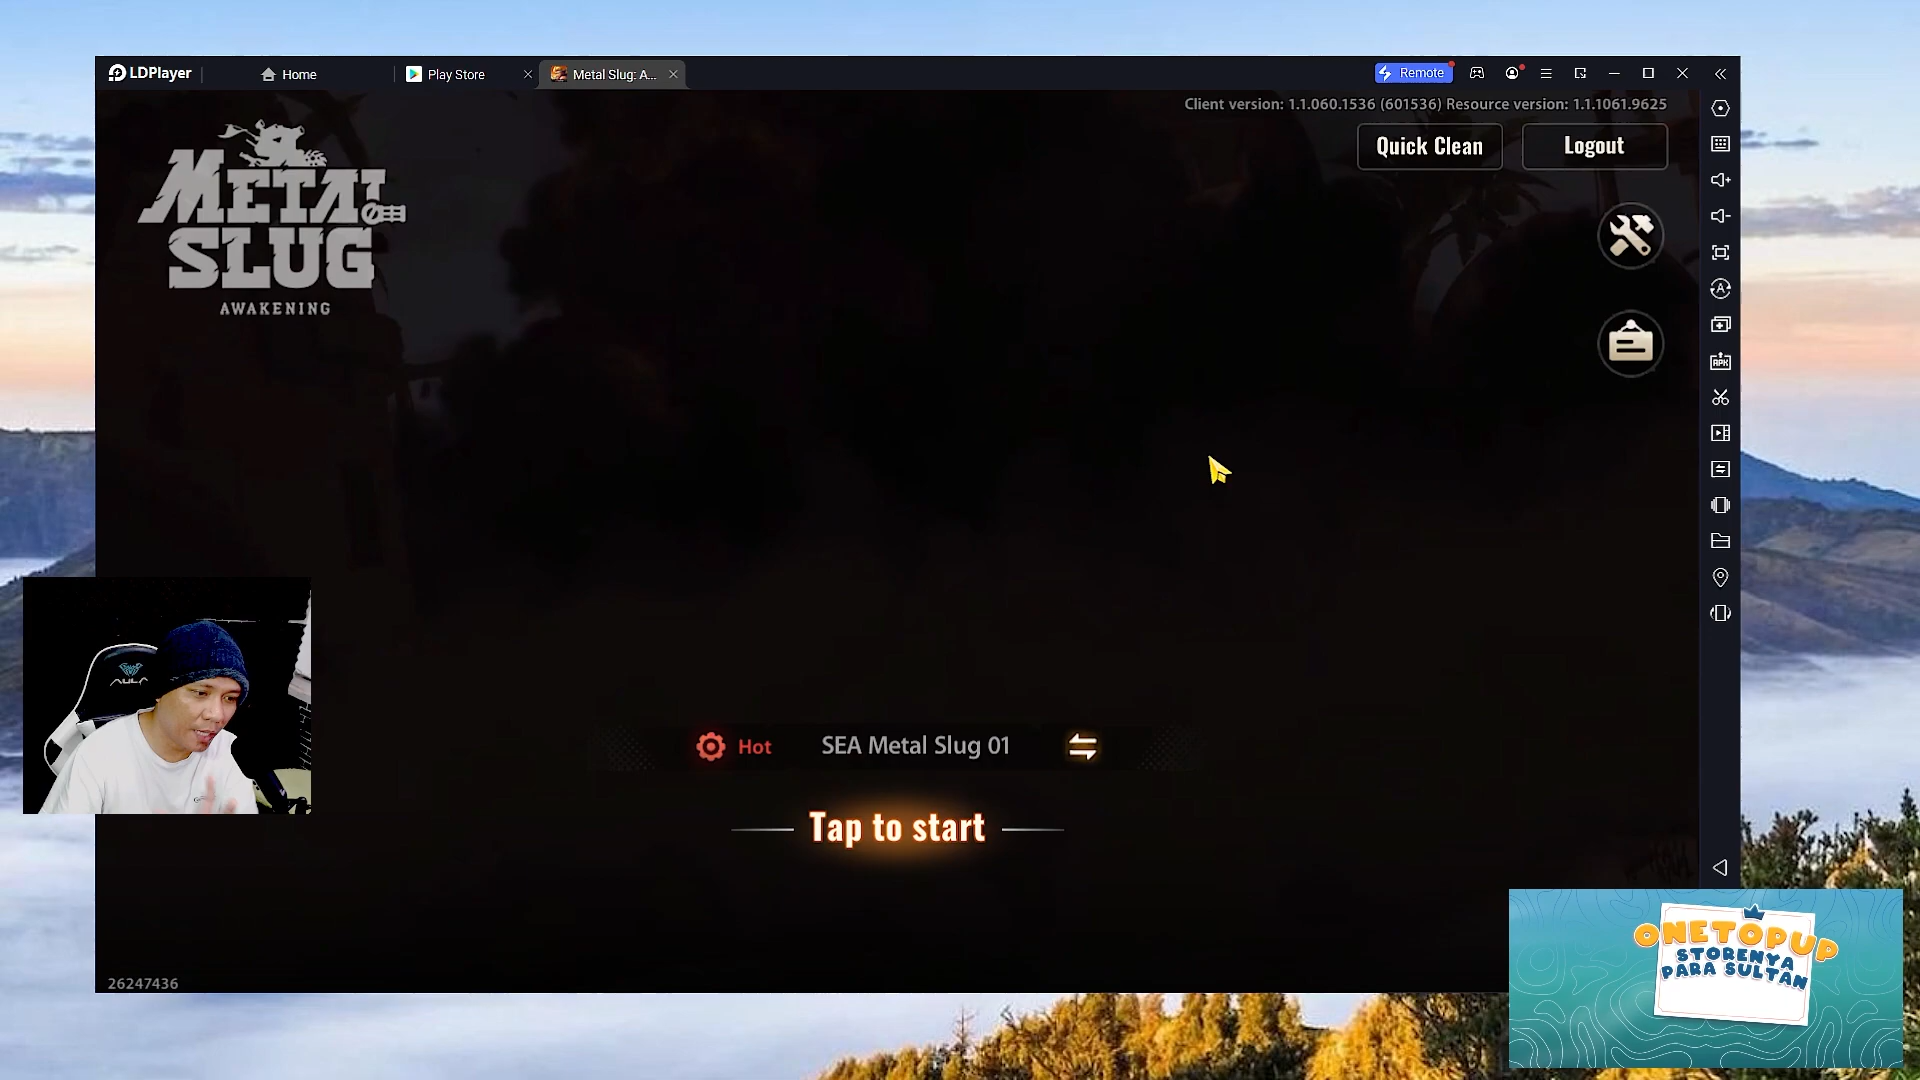 LDPlayer
Home
Play Store
Metal Slug: A...
Remote
Client version: 1.1.060.1536 (601536) Resource version: 1.1.1061.9625
Quick Clean
Logout
METAL
SLUG
AWAKENING
APK
AULA
Hot
SEA Metal Slug 01
Tap to start
ONETOPUP
STORENYA
PARA SULTAN
26247436